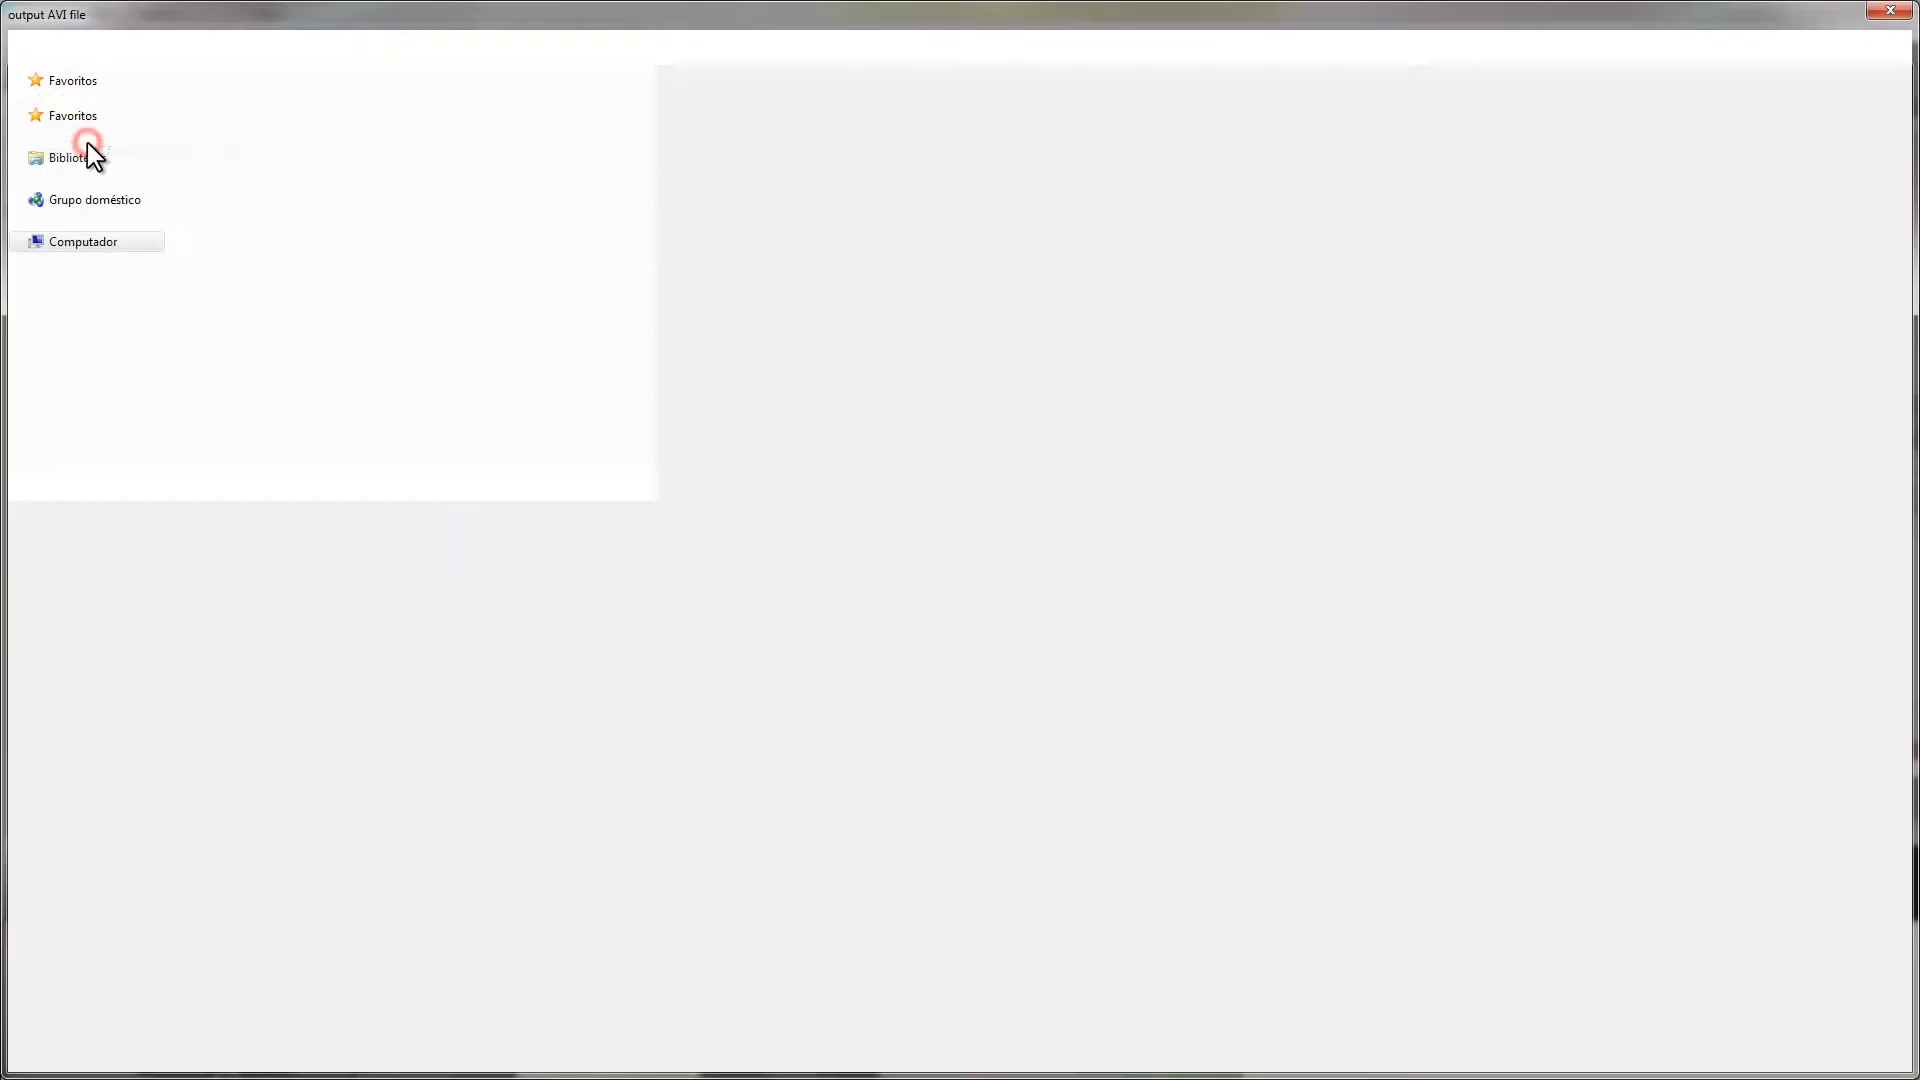 output AVI file
Favoritos
Favoritos
Grupo doméstico
Computador